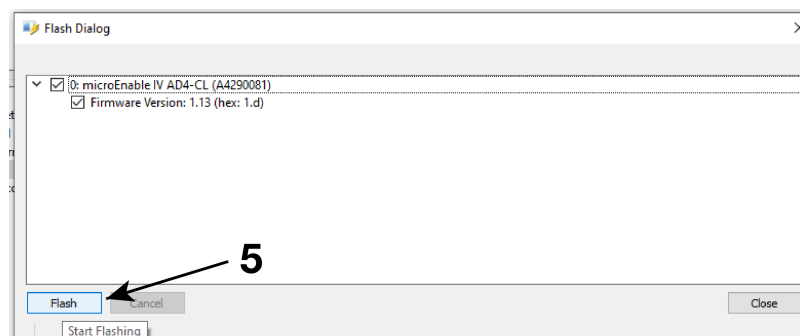 Flash Dialog
0: microEnable IV AD4-CL (A4290081)
Firmware Version: 1.13 (hex: 1.d)
5
Flash
Cancel
Close
Start Flashing